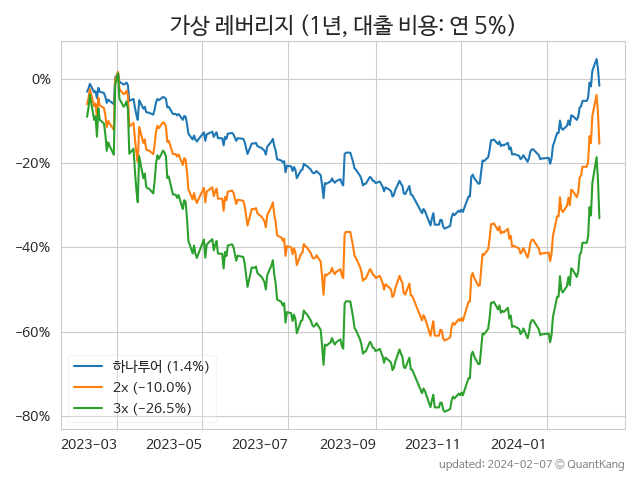 가상 레버리지 (1년, 대출 비용: 연 5%)
0%
−20%
−40%
−60%
−80%
하나투어 (1.4%)
2x (−10.0%)
3x (−26.5%)
2023-03 2023-05 2023-07 2023-09 2023-11 2024-01
updated: 2024-02-07 © QuantKang